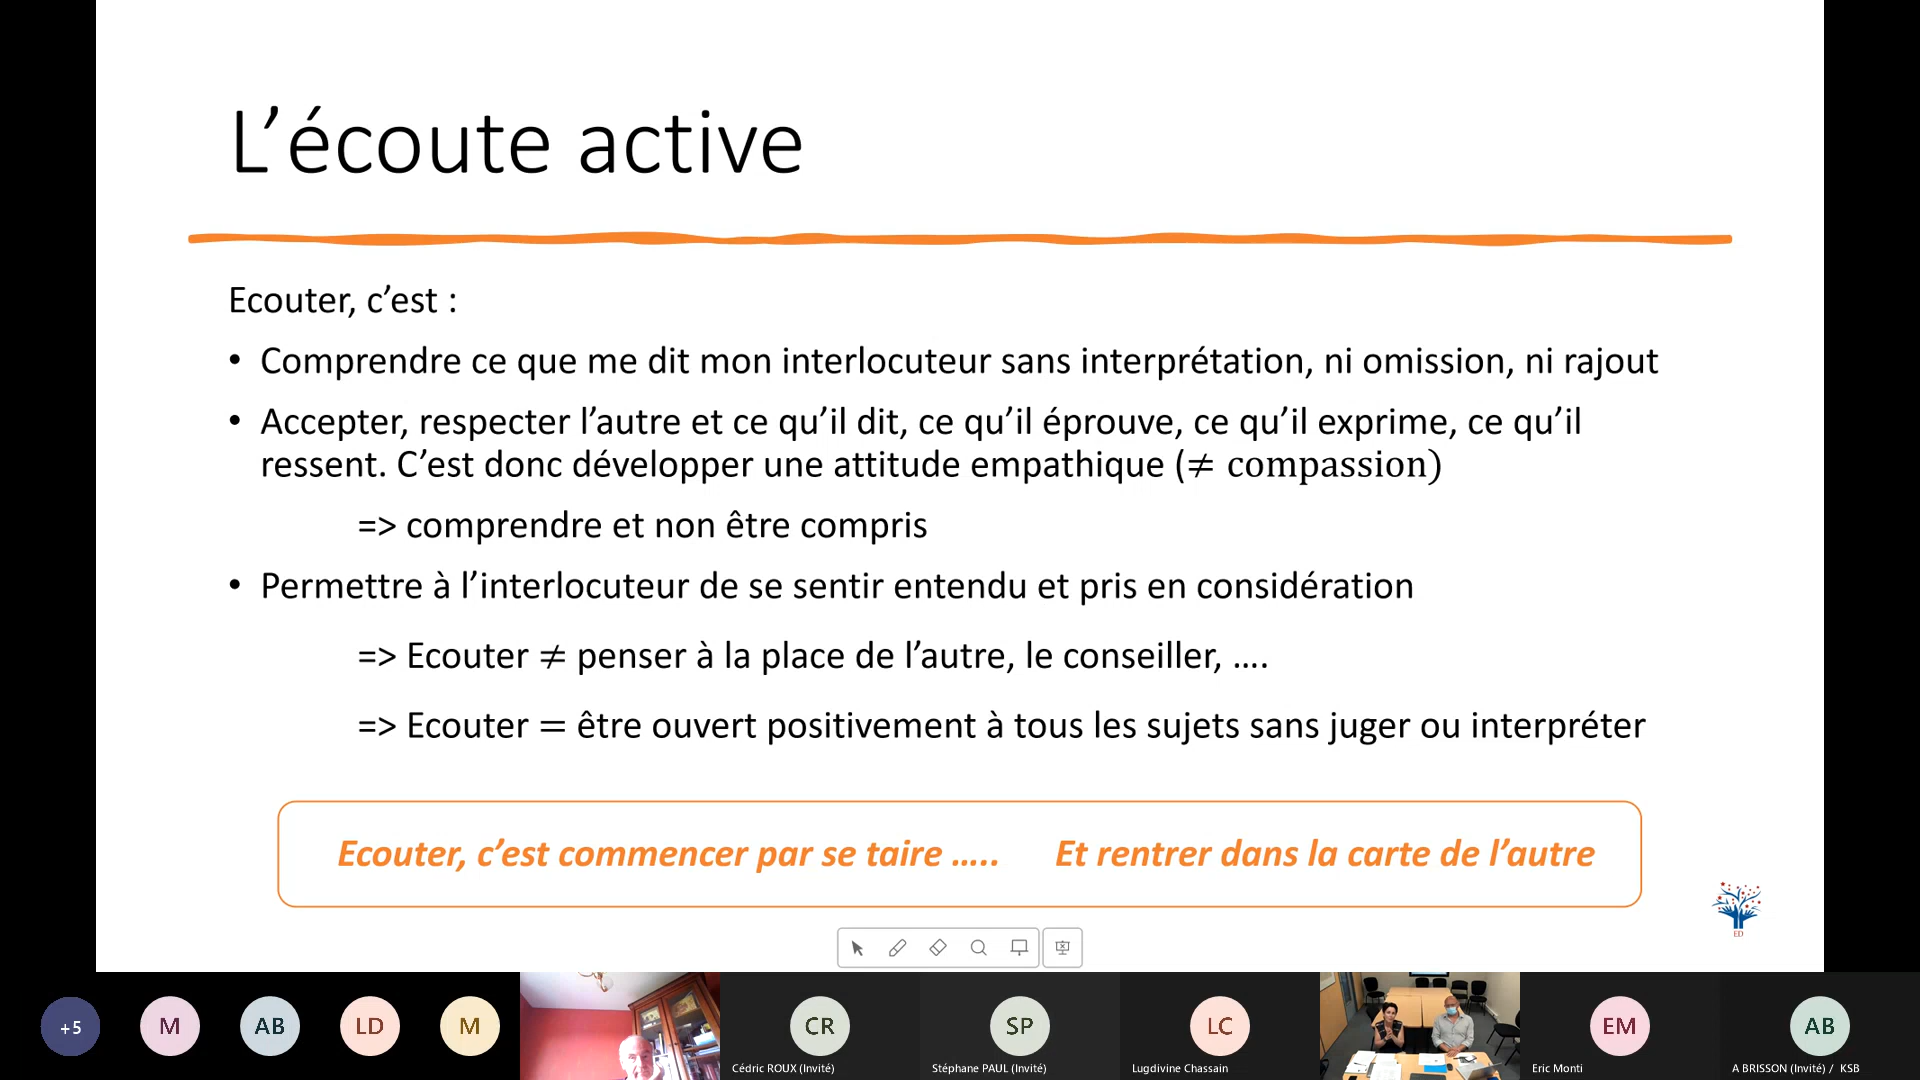 L’écoute active
Ecouter, c’est :
• Comprendre ce que me dit mon interlocuteur sans interprétation, ni omission, ni rajout
• Accepter, respecter l’autre et ce qu’il dit, ce qu’il éprouve, ce qu’il exprime, ce qu’il
ressent. C’est donc développer une attitude empathique (≠ compassion)
=> comprendre et non être compris
• Permettre à l’interlocuteur de se sentir entendu et pris en considération
=> Ecouter ≠ penser à la place de l’autre, le conseiller, ….
=> Ecouter = être ouvert positivement à tous les sujets sans juger ou interpréter
Ecouter, c’est commencer par se taire ….. Et rentrer dans la carte de l’autre
ED
+5 M AB LD M CR SP LC EM AB
Cédric ROUX (Invité) Stéphane PAUL (Invité) Lugdivine Chassain Eric Monti A BRISSON (Invité) / KSB